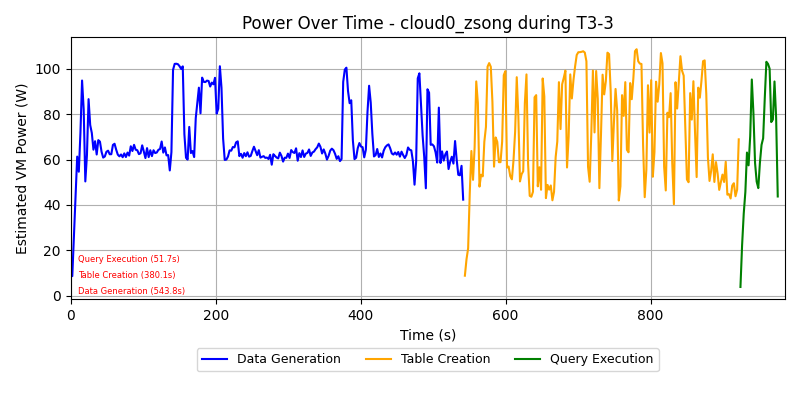 Power Over Time - cloud0_zsong during T3-3
Estimated VM Power (W)
100
80
60
40
20
0
Query Execution (51.7s)
Table Creation (380.1s)
Data Generation (543.8s)
0 200 400 600 800
Time (s)
Data Generation Table Creation Query Execution